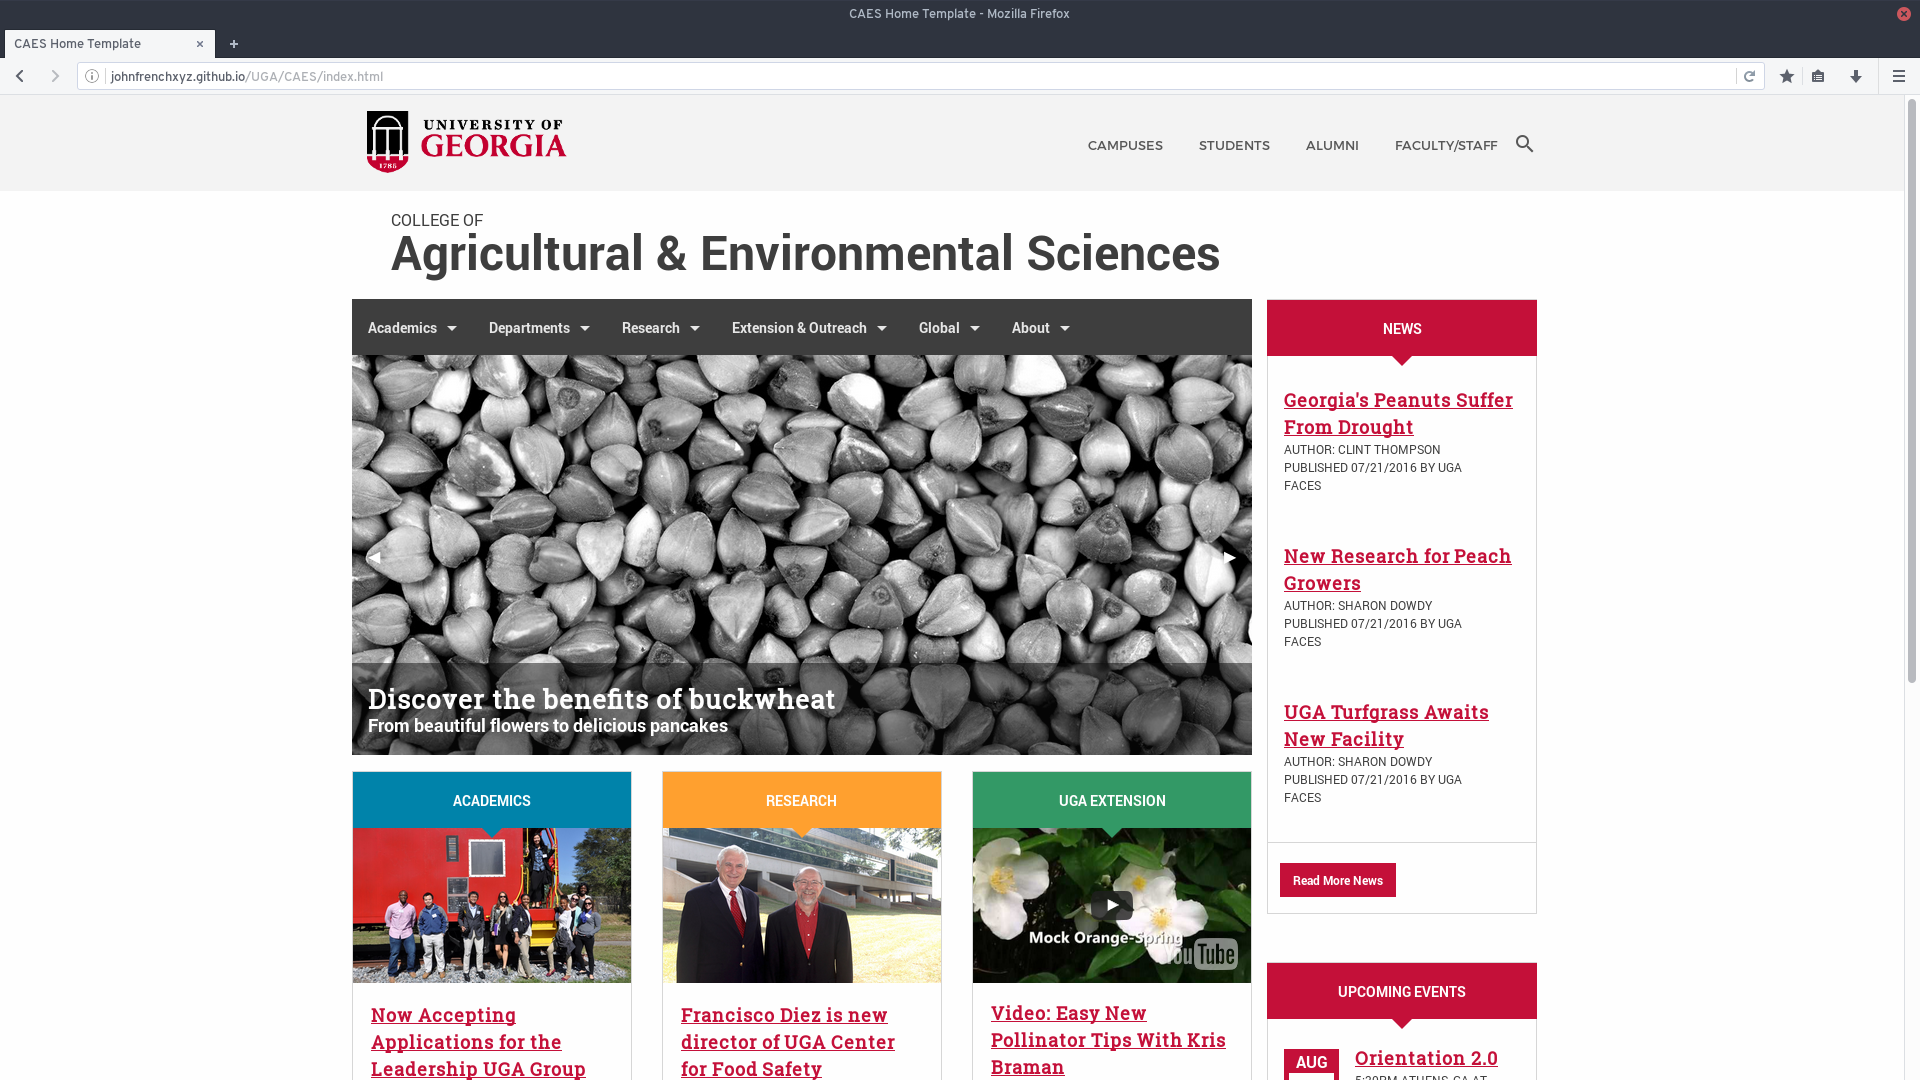 CAES Home Template - Mozilla Firefox
CAES Home Template
johnfrenchxyz.github.io/UGA/CAES/index.html
UNIVERSITY OF
GEORGIA
1785
CAMPUSES STUDENTS ALUMNI FACULTY/STAFF
COLLEGE OF
Agricultural & Environmental Sciences
Academics Departments Research Extension & Outreach Global About
Discover the benefits of buckwheat
From beautiful flowers to delicious pancakes
ACADEMICS
Now Accepting
Applications for the
Leadership UGA Group
RESEARCH
Francisco Diez is new
director of UGA Center
for Food Safety
UGA EXTENSION
Mock Orange-Spring
YouTube
Video: Easy New
Pollinator Tips With Kris
Braman
NEWS
Georgia's Peanuts Suffer
From Drought
AUTHOR: CLINT THOMPSON
PUBLISHED 07/21/2016 BY UGA
FACES
New Research for Peach
Growers
AUTHOR: SHARON DOWDY
PUBLISHED 07/21/2016 BY UGA
FACES
UGA Turfgrass Awaits
New Facility
AUTHOR: SHARON DOWDY
PUBLISHED 07/21/2016 BY UGA
FACES
Read More News
UPCOMING EVENTS
AUG
Orientation 2.0
5:30PM ATHENS, GA AT